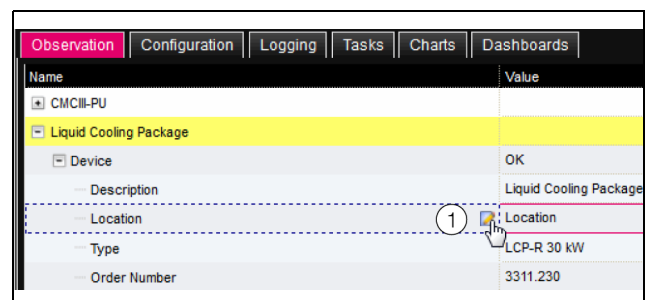 Observation Configuration Logging Tasks Charts Dashboards
Name Value
CMCIII-PU
Liquid Cooling Package
Device OK
Description Liquid Cooling Package
Location 1 Location
Type LCP-R 30 kW
Order Number 3311.230